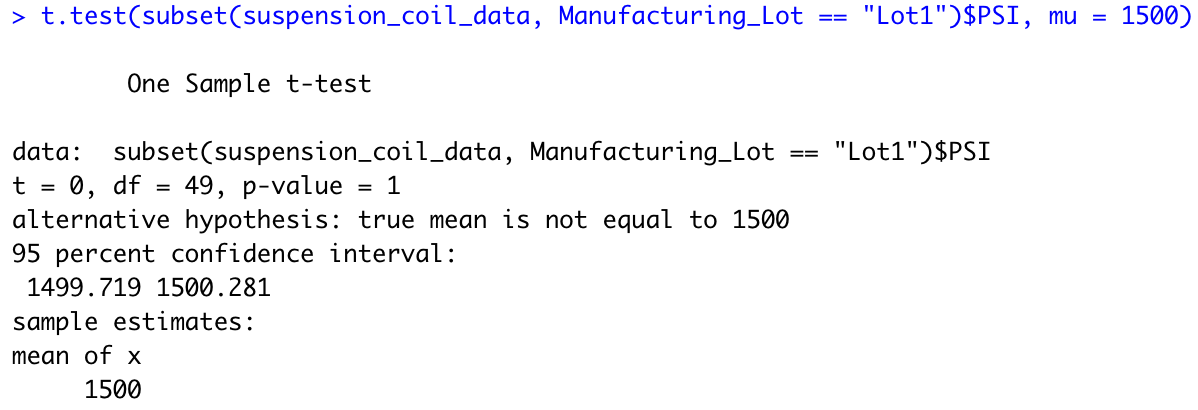 > t.test(subset(suspension_coil_data, Manufacturing_Lot == "Lot1")$PSI, mu = 1500)
One Sample t-test
data:  subset(suspension_coil_data, Manufacturing_Lot == "Lot1")$PSI
t = 0, df = 49, p-value = 1
alternative hypothesis: true mean is not equal to 1500
95 percent confidence interval:
1499.719 1500.281
sample estimates:
mean of x
1500